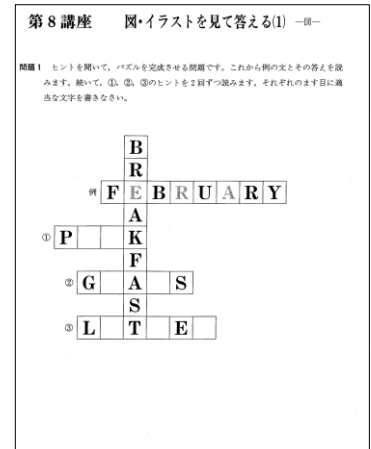 第8講座 図・イラストを見て答える(1) ―図―
問題1 ヒントを聞いて，パズルを完成させる問題です。これから例の文とその答えを読
みます。続いて，①，②，③のヒントを2回ずつ読みます。それぞれのます目に適
当な文字を書きなさい。
B
R
例 F E B R U A R Y
A
① P K
F
② G A S
S
③ L T E